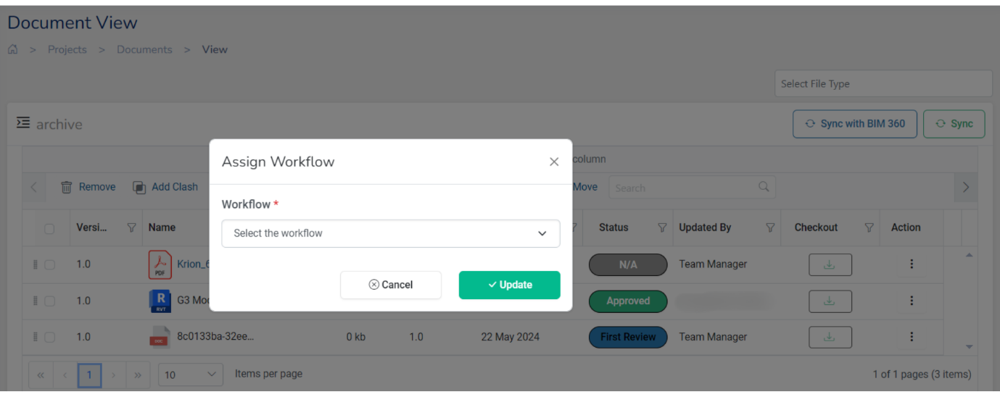 Document View
> Projects > Documents > View
Select File Type
archive
Sync with BIM 360 Sync
column
Assign Workflow
Remove Add Clash Move Search
Workflow *
Select the workflow
Versi... Name Status Updated By Checkout Action
1.0 PDF Krion_6 N/A Team Manager
Cancel Update
1.0 R RVT G3 Mod Approved
1.0 DOC 8c0133ba-32ee... 0 kb 1.0 22 May 2024 First Review Team Manager
« < 1 > » 10 Items per page 1 of 1 pages (3 items)